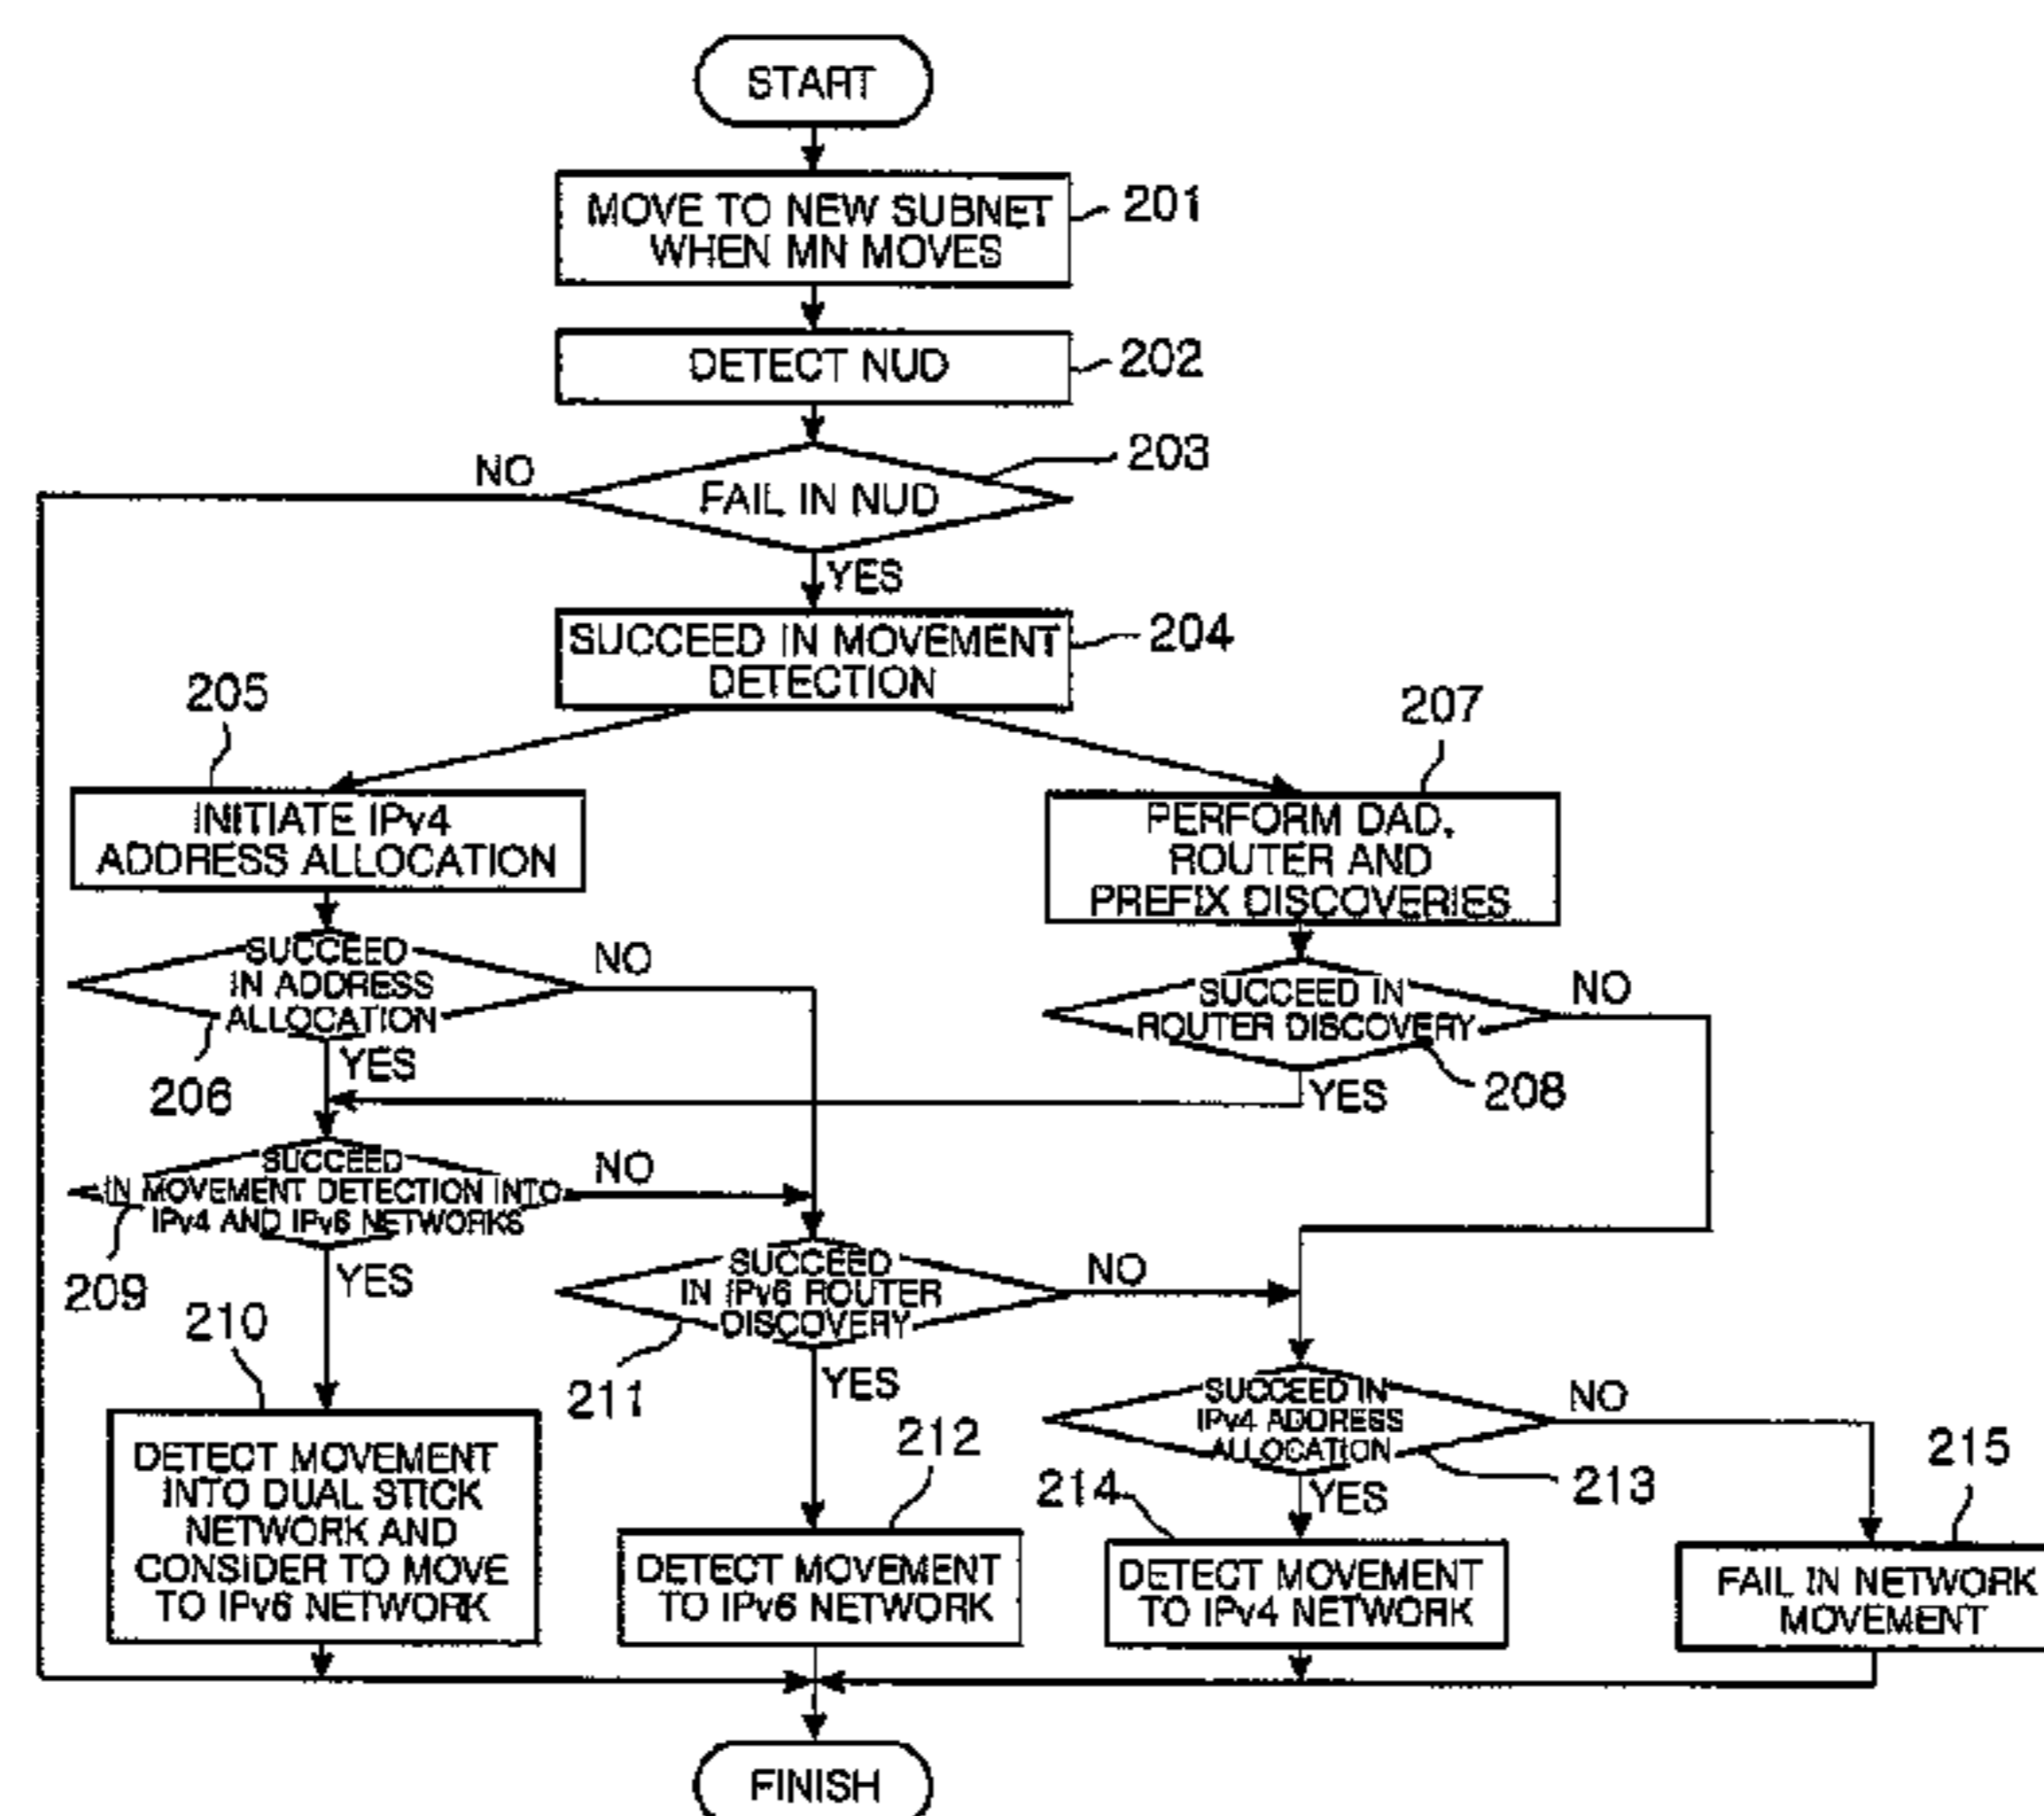 START
MOVE TO NEW SUBNET
WHEN MN MOVES
201
DETECT NUD
202
203
NO
FAIL IN NUD
YES
SUCCEED IN MOVEMENT
DETECTION
204
205
207
INITIATE IPv4
ADDRESS ALLOCATION
PERFORM DAD,
ROUTER AND
PREFIX DISCOVERIES
SUCCEED
IN ADDRESS
ALLOCATION
NO
206
YES
SUCCEED IN
ROUTER DISCOVERY
NO
208
YES
SUCCEED
IN MOVEMENT DETECTION INTO
IPv4 AND IPv6 NETWORKS
NO
209
YES
SUCCEED
IN IPv6 ROUTER
DISCOVERY
NO
211
YES
210
DETECT MOVEMENT
INTO DUAL STICK
NETWORK AND
CONSIDER TO MOVE
TO IPv6 NETWORK
212
DETECT MOVEMENT
TO IPv6 NETWORK
SUCCEED IN
IPv4 ADDRESS
ALLOCATION
NO
213
YES
214
DETECT MOVEMENT
TO IPv4 NETWORK
215
FAIL IN NETWORK
MOVEMENT
FINISH